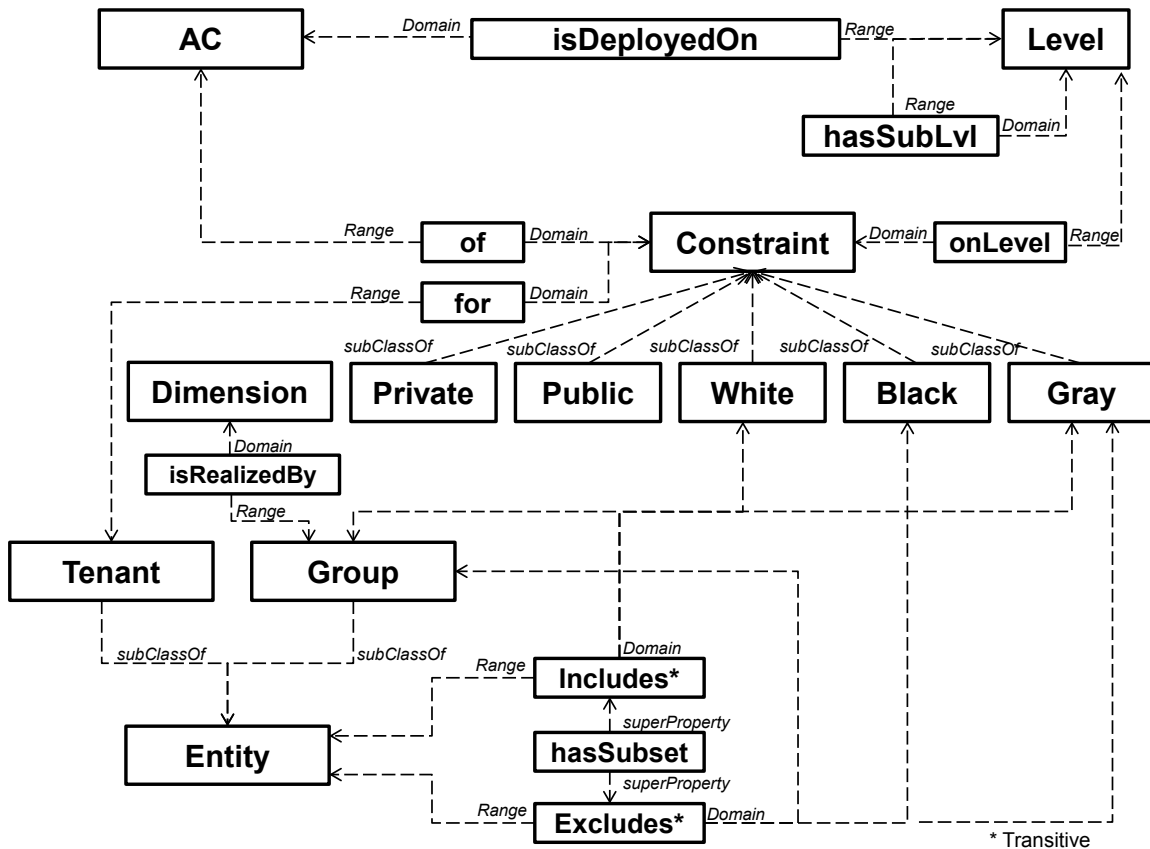 AC
Domain
isDeployedOn
Range
Level
Range
hasSubLvl
Domain
Range
of
Domain
Constraint
Domain
onLevel
Range
Range
for
Domain
subClassOf
subClassOf
subClassOf
subClassOf
subClassOf
Dimension
Private
Public
White
Black
Gray
Domain
isRealizedBy
Range
Tenant
Group
subClassOf
subClassOf
Domain
Range
Includes*
superProperty
Entity
hasSubset
superProperty
Range
Excludes*
Domain
* Transitive